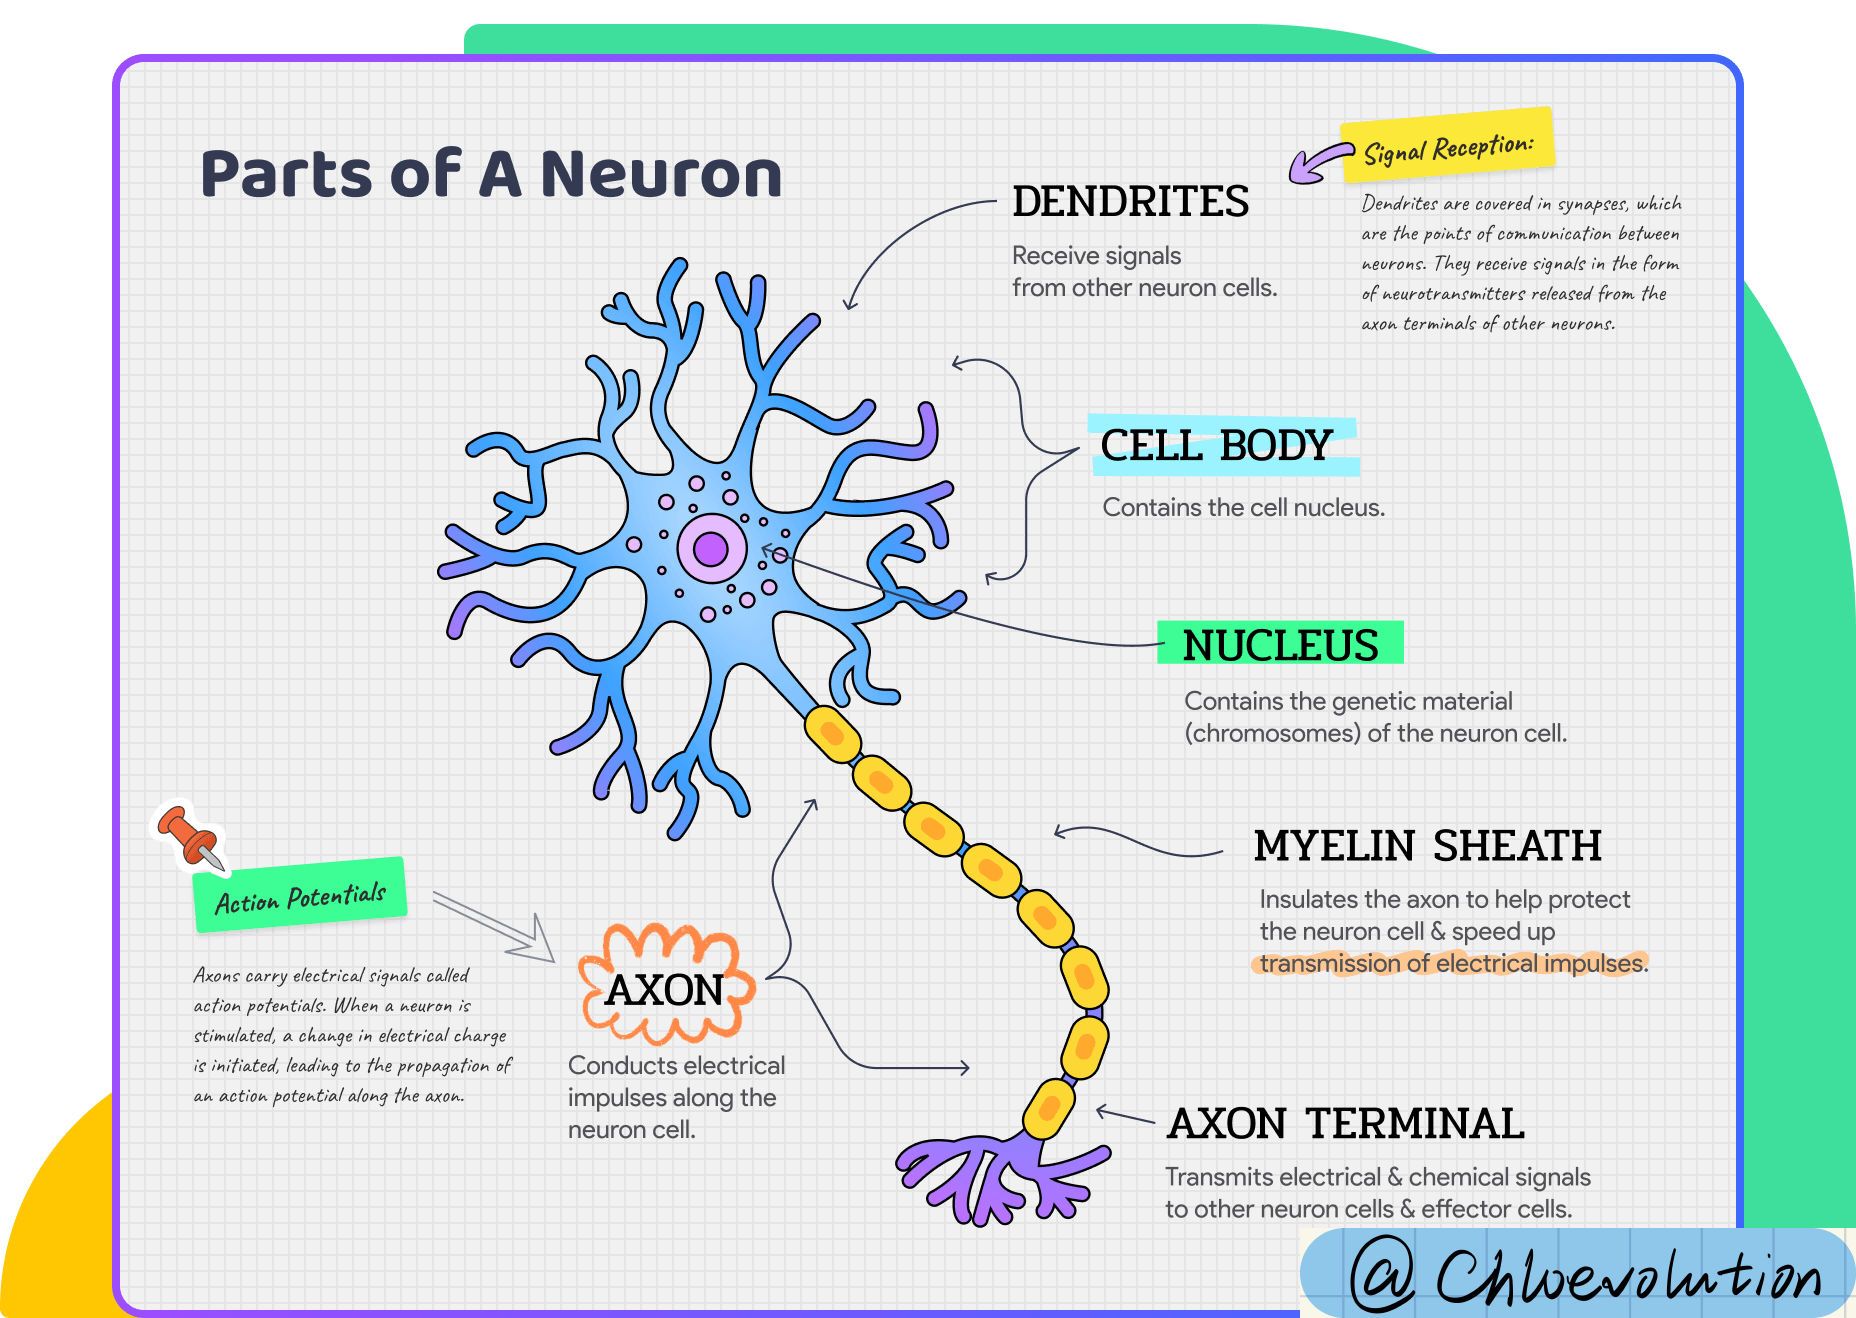 Parts of A Neuron
Signal Reception:
DENDRITES
Receive signals
from other neuron cells.
Dendrites are covered in synapses, which
are the points of communication between
neurons. They receive signals in the form
of neurotransmitters released from the
axon terminals of other neurons.
CELL BODY
Contains the cell nucleus.
NUCLEUS
Contains the genetic material
(chromosomes) of the neuron cell.
MYELIN SHEATH
Insulates the axon to help protect
the neuron cell & speed up
transmission of electrical impulses.
Action Potentials
Axons carry electrical signals called
action potentials. When a neuron is
stimulated, a change in electrical charge
is initiated, leading to the propagation of
an action potential along the axon.
AXON
Conducts electrical
impulses along the
neuron cell.
AXON TERMINAL
Transmits electrical & chemical signals
to other neuron cells & effector cells.
@Chloevolution